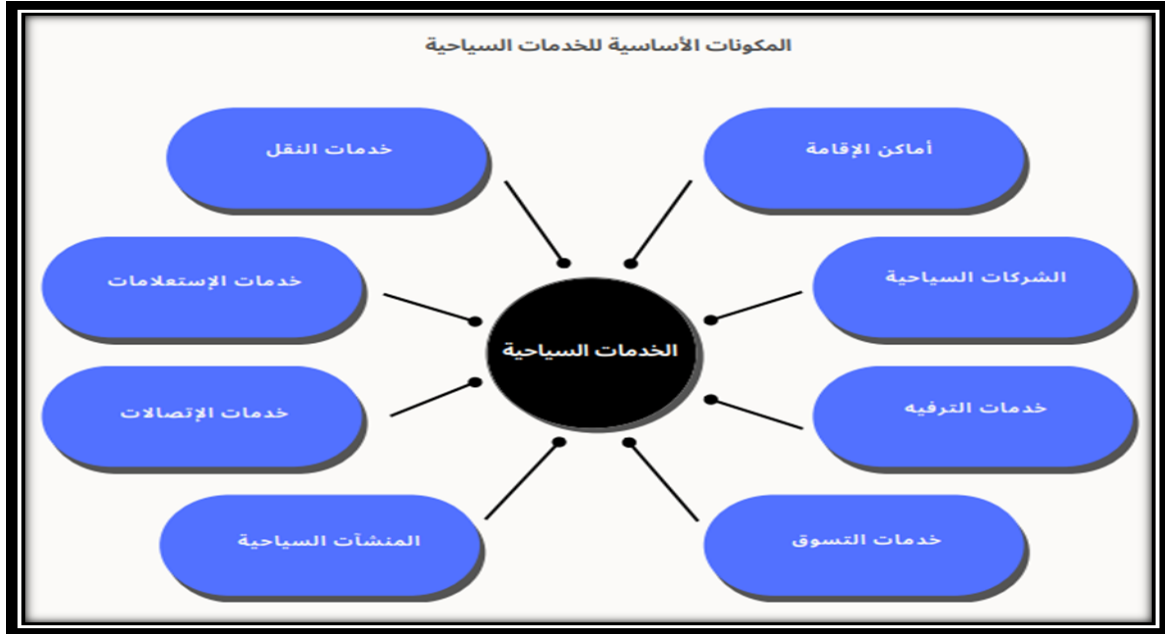 المكونات الأساسية للخدمات السياحية
أماكن الإقامة
خدمات النقل
الشركات السياحية
خدمات الإستعلامات
الخدمات السياحية
خدمات الترفيه
خدمات الإتصالات
خدمات التسوق
المنشآت السياحية